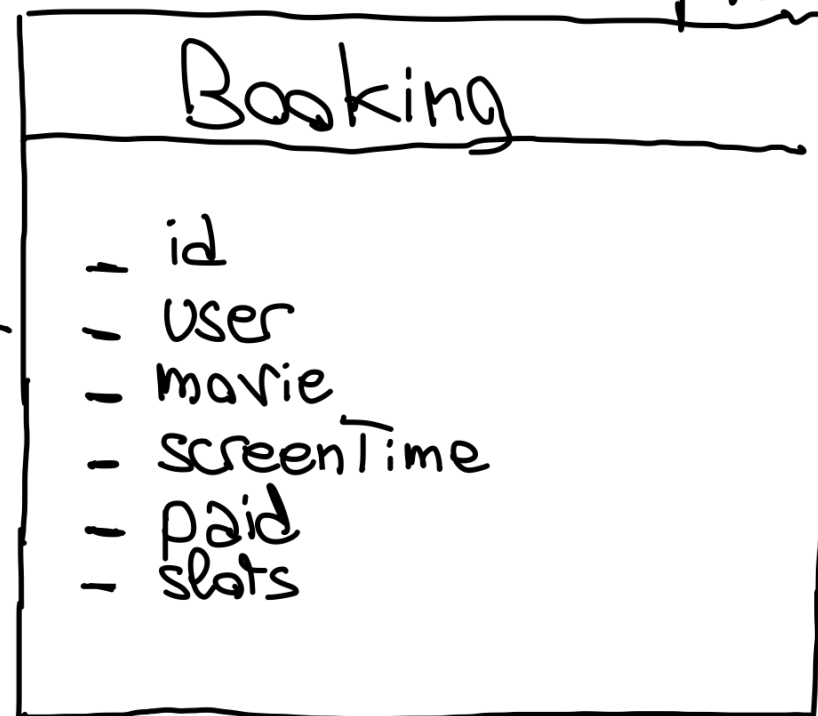 Booking
- id
- user
- movie
- screenTime
- paid
- slots